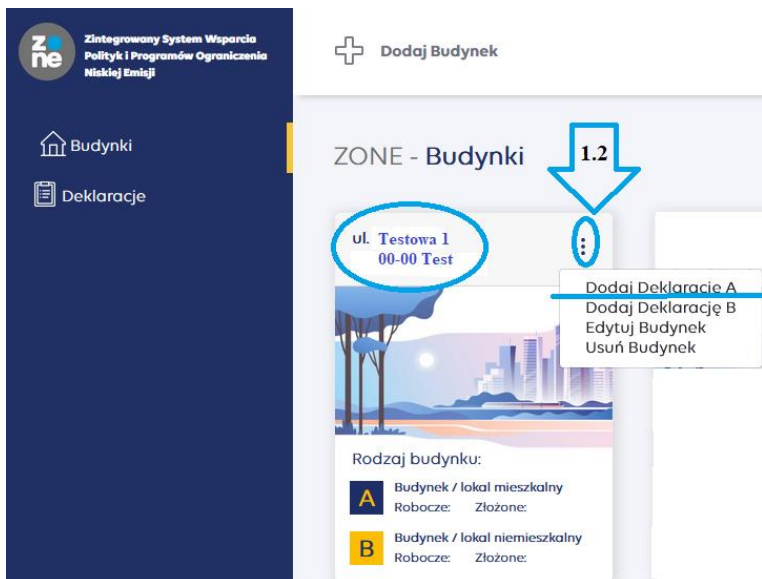 zone
Zintegrowany System Wsparcia
Polityk i Programów Ograniczenia
Niskiej Emisji
Dodaj Budynek
Budynki
Deklaracje
ZONE - Budynki
1.2
ul. Testowa 1
00-00 Test
Dodaj Deklarację A
Dodaj Deklarację B
Edytuj Budynek
Usuń Budynek
Rodzaj budynku:
A
Budynek / lokal mieszkalny
Robocze: Złożone:
B
Budynek / lokal niemieszkalny
Robocze: Złożone: